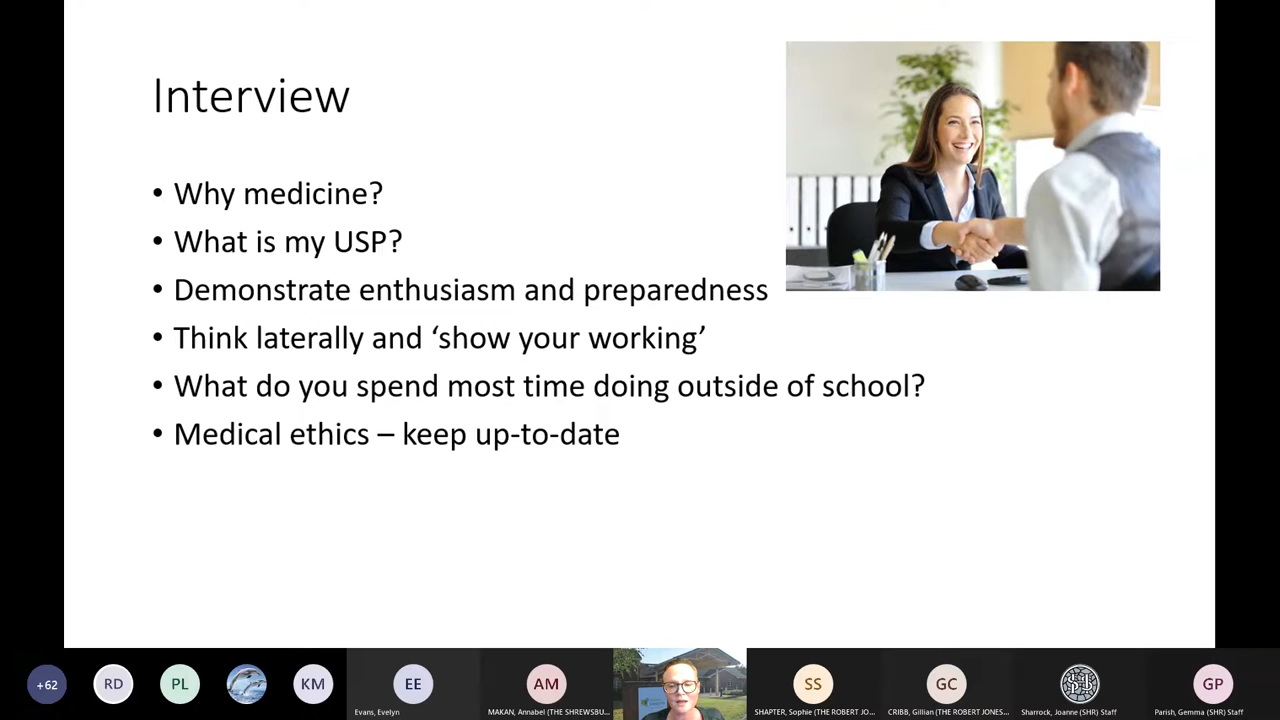 Interview
• Why medicine?
• What is my USP?
• Demonstrate enthusiasm and preparedness
• Think laterally and ‘show your working’
• What do you spend most time doing outside of school?
• Medical ethics – keep up-to-date
+62
RD
PL
KM
EE
AM
SS
GC
GP
Evans, Evelyn
MAKAN, Annabel (THE SHREWSBU...
SHAPTER, Sophie (THE ROBERT JO...
CRIBB, Gillian (THE ROBERT JONES...
Sharrock, Joanne (SHR) Staff
Parish, Gemma (SHR) Staff